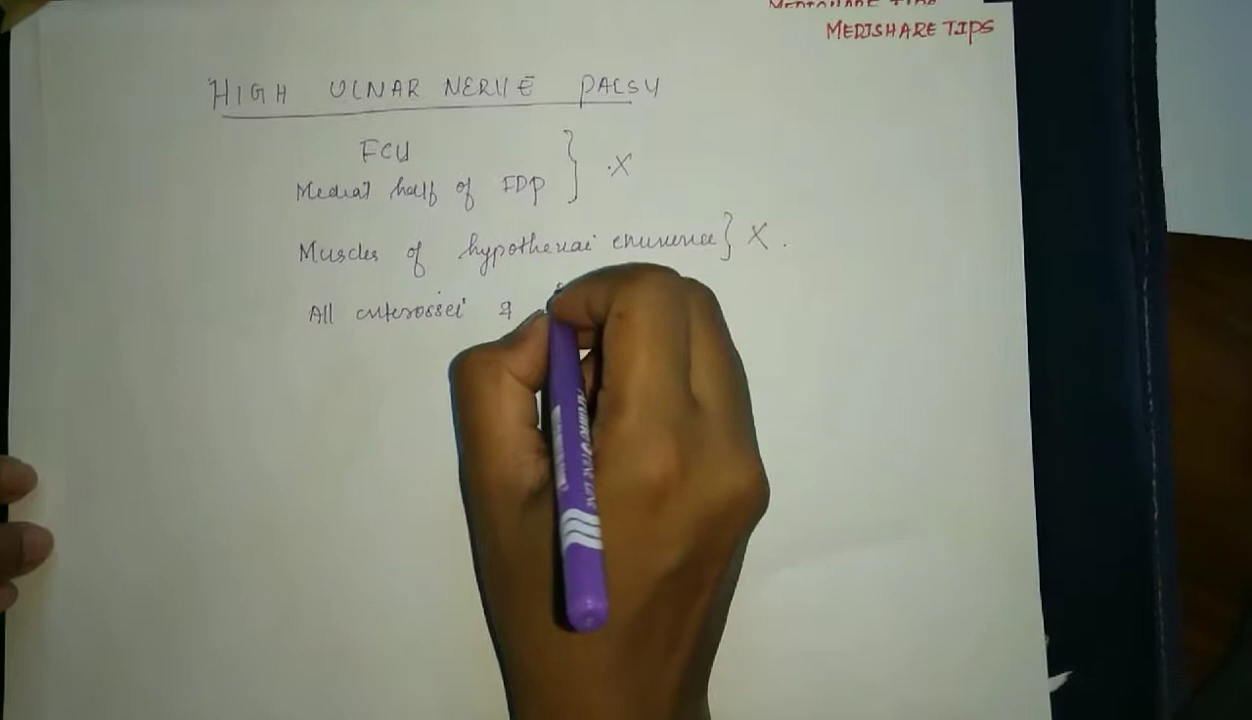 MEDISHARE TIPS
HIGH ULNAR NERVE PALSY
FCU
Medial half of FDP } X
Muscles of hypothenar eminence } X.
All interossei &